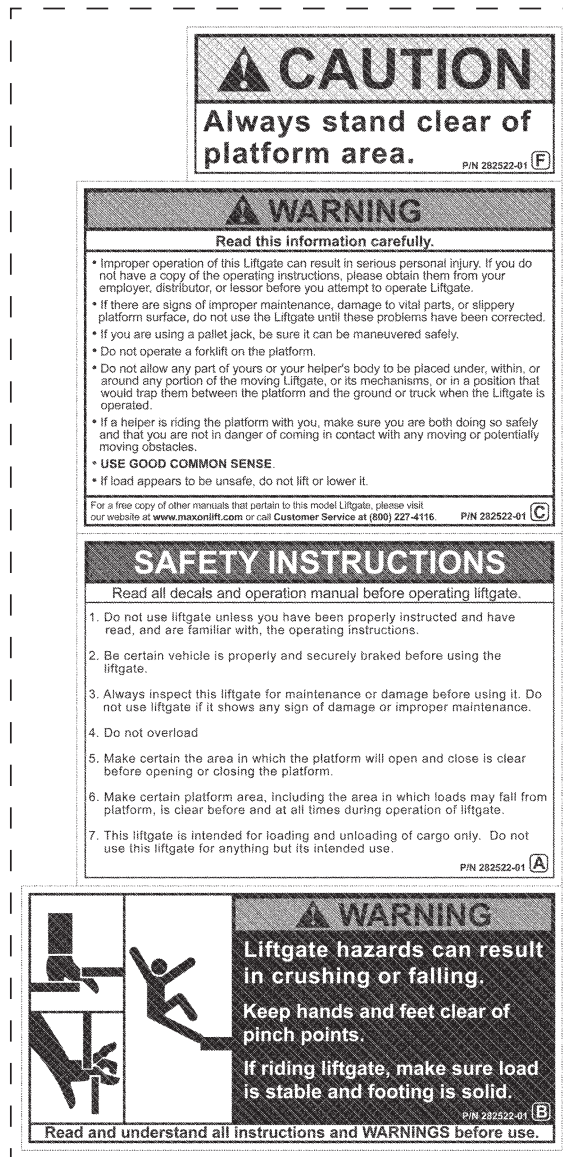 CAUTION
Always stand clear of
platform area.
P/N 282522-01 F
WARNING
Read this information carefully.
• Improper operation of this Liftgate can result in serious personal injury. If you do
not have a copy of the operating instructions, please obtain them from your
employer, distributor, or lessor before you attempt to operate Liftgate.
• If there are signs of improper maintenance, damage to vital parts, or slippery
platform surface, do not use the Liftgate until these problems have been corrected.
• If you are using a pallet jack, be sure it can be maneuvered safely.
• Do not operate a forklift on the platform.
• Do not allow any part of yours or your helper's body to be placed under, within, or
around any portion of the moving Liftgate, or its mechanisms, or in a position that
would trap them between the platform and the ground or truck when the Liftgate is
operated.
• If a helper is riding the platform with you, make sure you are both doing so safely
and that you are not in danger of coming in contact with any moving or potentially
moving obstacles.
• USE GOOD COMMON SENSE.
• If load appears to be unsafe, do not lift or lower it.
For a free copy of other manuals that pertain to this model Liftgate, please visit
our website at www.maxonlift.com or call Customer Service at (800) 227-4116. P/N 282522-01 C
SAFETY INSTRUCTIONS
Read all decals and operation manual before operating liftgate.
1. Do not use liftgate unless you have been properly instructed and have
read, and are familiar with, the operating instructions.
2. Be certain vehicle is properly and securely braked before using the
liftgate.
3. Always inspect this liftgate for maintenance or damage before using it. Do
not use liftgate if it shows any sign of damage or improper maintenance.
4. Do not overload
5. Make certain the area in which the platform will open and close is clear
before opening or closing the platform.
6. Make certain platform area, including the area in which loads may fall from
platform, is clear before and at all times during operation of liftgate.
7. This liftgate is intended for loading and unloading of cargo only. Do not
use this liftgate for anything but its intended use.
P/N 282522-01 A
WARNING
Liftgate hazards can result
in crushing or falling.
Keep hands and feet clear of
pinch points.
If riding liftgate, make sure load
is stable and footing is solid.
P/N 282522-01 B
Read and understand all instructions and WARNINGS before use.